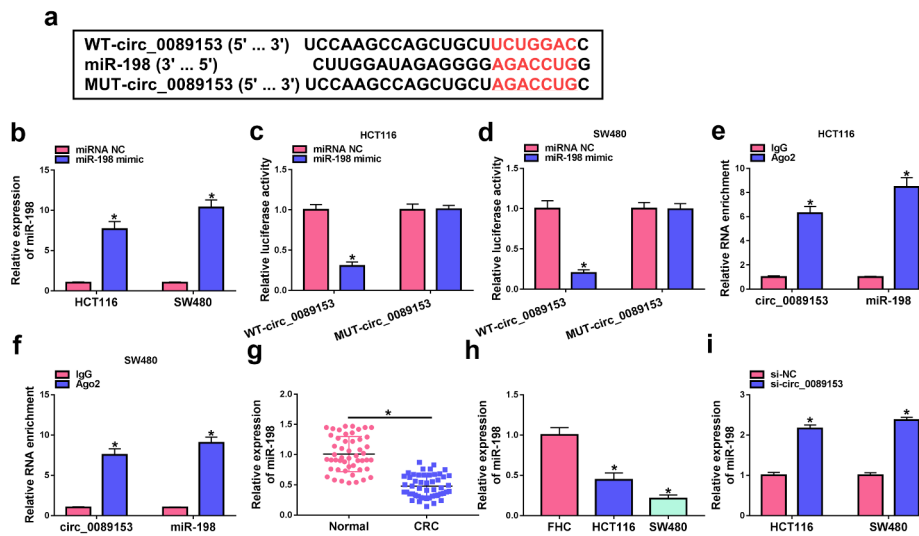 a
WT-circ_0089153 (5' ... 3') UCCAAGCCAGCUGCUUCUGGACC
miR-198 (3' ... 5') CUUGGAUAGAGGGGAGACCUGG
MUT-circ_0089153 (5' ... 3') UCCAAGCCAGCUGCUAGACCUGC
b
miRNA NC
miR-198 mimic
Relative expression
of miR-198
15
10
5
0
HCT116 SW480
* *
c
HCT116
miRNA NC
miR-198 mimic
Relative luciferase activity
1.5
1.0
0.5
0.0
*
WT-circ_0089153 MUT-circ_0089153
d
SW480
miRNA NC
miR-198 mimic
Relative luciferase activity
1.5
1.0
0.5
0.0
*
WT-circ_0089153 MUT-circ_0089153
e
HCT116
IgG
Ago2
Relative RNA enrichment
10
8
6
4
2
0
* *
circ_0089153 miR-198
f
SW480
IgG
Ago2
Relative RNA enrichment
15
10
5
0
* *
circ_0089153 miR-198
g
Relative expression
of miR-198
2.0
1.5
1.0
0.5
0.0
*
Normal CRC
h
Relative expression
of miR-198
1.5
1.0
0.5
0.0
* *
FHC HCT116 SW480
i
si-NC
si-circ_0089153
Relative expression
of miR-198
3
2
1
0
* *
HCT116 SW480